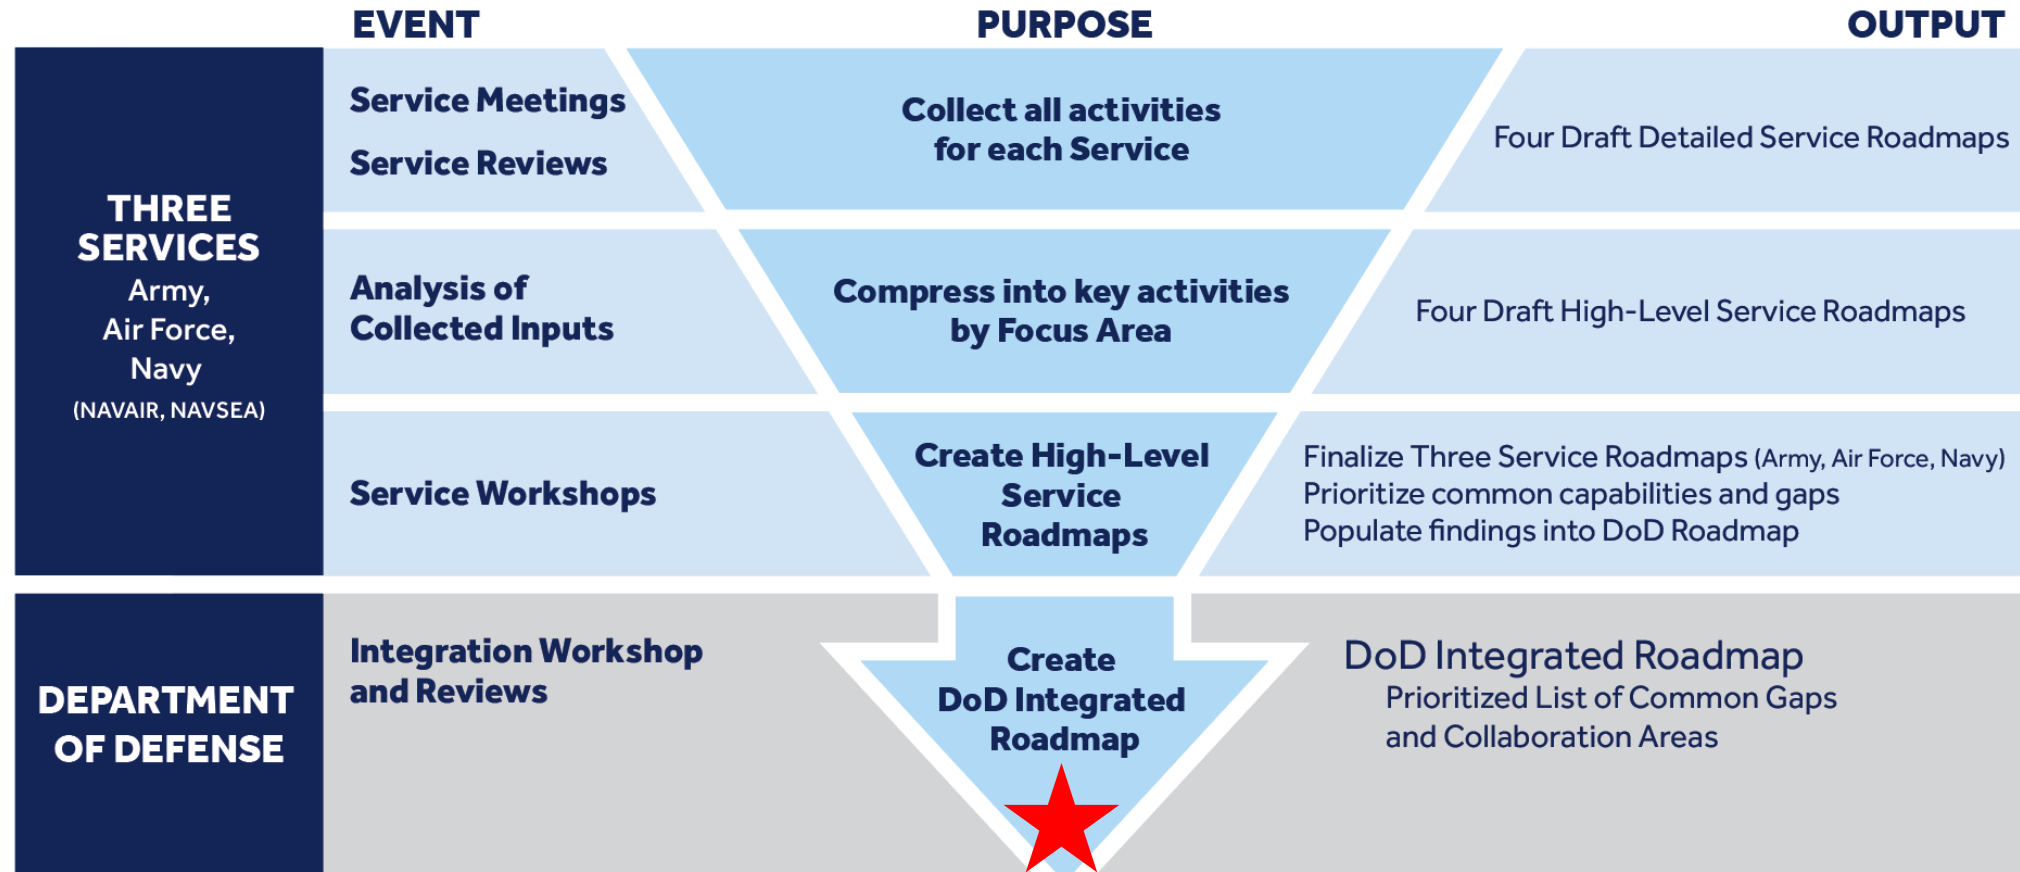 EVENT
PURPOSE
OUTPUT
THREE
SERVICES
Army,
Air Force,
Navy
(NAVAIR, NAVSEA)
Service Meetings
Service Reviews
Collect all activities
for each Service
Four Draft Detailed Service Roadmaps
Analysis of
Collected Inputs
Compress into key activities
by Focus Area
Four Draft High-Level Service Roadmaps
Service Workshops
Create High-Level
Service
Roadmaps
Finalize Three Service Roadmaps (Army, Air Force, Navy)
Prioritize common capabilities and gaps
Populate findings into DoD Roadmap
DEPARTMENT
OF DEFENSE
Integration Workshop
and Reviews
Create
DoD Integrated
Roadmap
DoD Integrated Roadmap
Prioritized List of Common Gaps
and Collaboration Areas